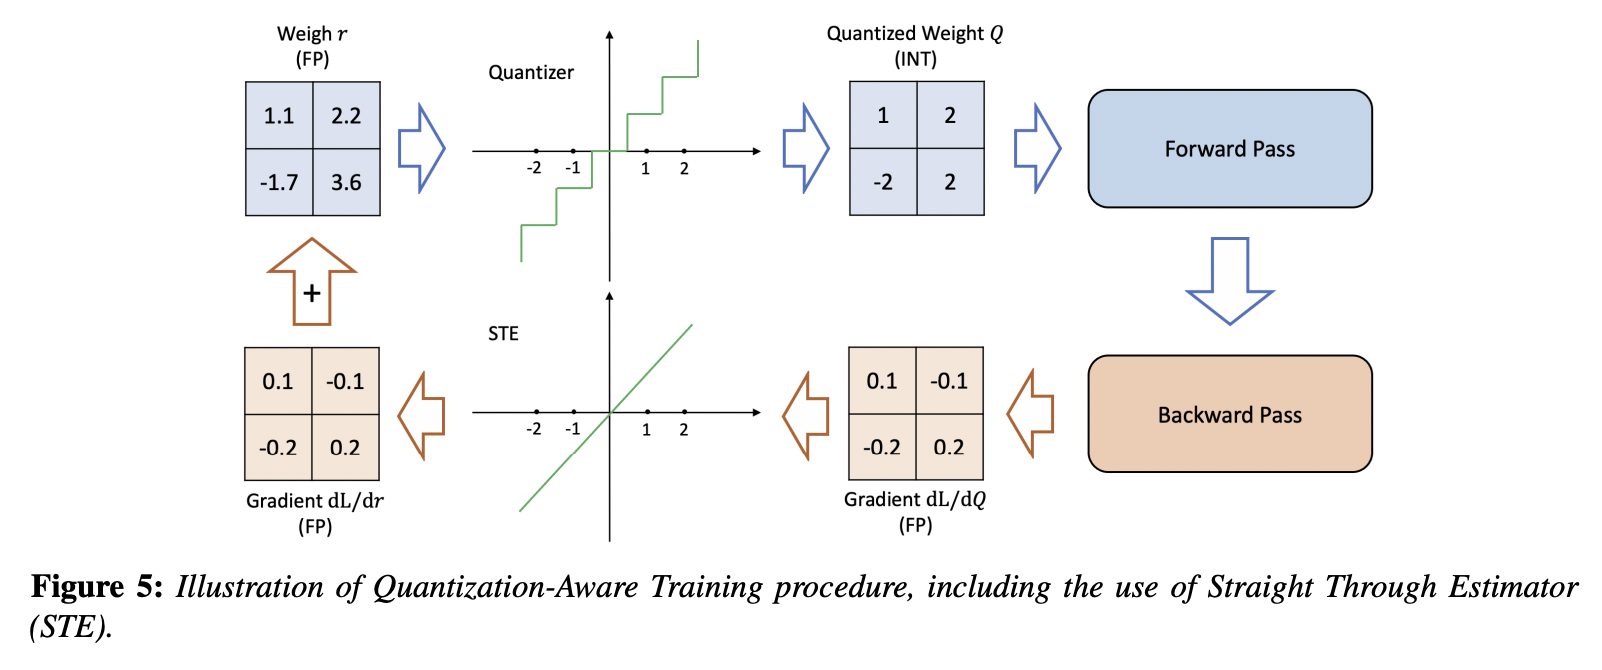 Weigh r
(FP)
Quantized Weight Q
(INT)
Quantizer
1.1 2.2
-1.7 3.6
-2 -1 1 2
1 2
-2 2
Forward Pass
+
STE
0.1 -0.1
-0.2 0.2
-2 -1 1 2
0.1 -0.1
-0.2 0.2
Backward Pass
Gradient dL/dr
(FP)
Gradient dL/dQ
(FP)
Figure 5: Illustration of Quantization-Aware Training procedure, including the use of Straight Through Estimator
(STE).